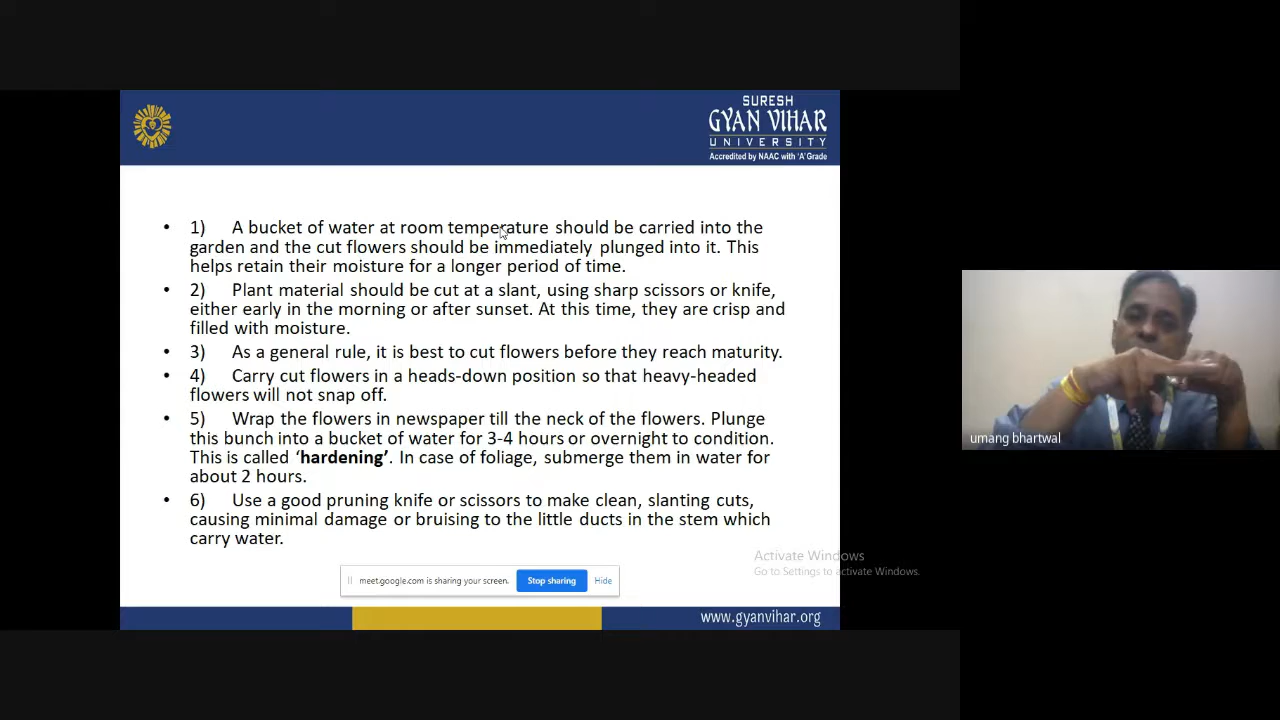 SURESH
GYAN VIHAR
UNIVERSITY
Accredited by NAAC with 'A' Grade
• 1) A bucket of water at room temperature should be carried into the
garden and the cut flowers should be immediately plunged into it. This
helps retain their moisture for a longer period of time.
• 2) Plant material should be cut at a slant, using sharp scissors or knife,
either early in the morning or after sunset. At this time, they are crisp and
filled with moisture.
• 3) As a general rule, it is best to cut flowers before they reach maturity.
• 4) Carry cut flowers in a heads-down position so that heavy-headed
flowers will not snap off.
• 5) Wrap the flowers in newspaper till the neck of the flowers. Plunge
this bunch into a bucket of water for 3-4 hours or overnight to condition.
This is called ‘hardening’. In case of foliage, submerge them in water for
about 2 hours.
• 6) Use a good pruning knife or scissors to make clean, slanting cuts,
causing minimal damage or bruising to the little ducts in the stem which
carry water.
meet.google.com is sharing your screen. Stop sharing Hide
www.gyanvihar.org
Activate Windows
Go to Settings to activate Windows.
umang bhartwal